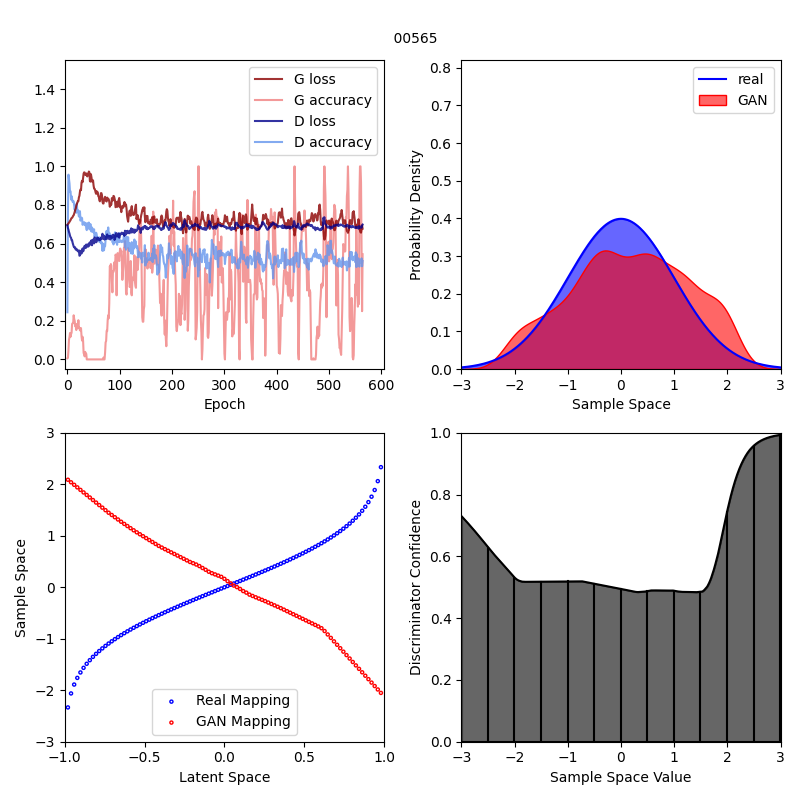 00565
G loss
G accuracy
D loss
D accuracy
1.4
1.2
1.0
0.8
0.6
0.4
0.2
0.0
0 100 200 300 400 500 600
Epoch
real
GAN
Probability Density
0.8
0.7
0.6
0.5
0.4
0.3
0.2
0.1
0.0
−3 −2 −1 0 1 2 3
Sample Space
Sample Space
3
2
1
0
−1
−2
−3
Real Mapping
GAN Mapping
−1.0 −0.5 0.0 0.5 1.0
Latent Space
Discriminator Confidence
1.0
0.8
0.6
0.4
0.2
0.0
−3 −2 −1 0 1 2 3
Sample Space Value